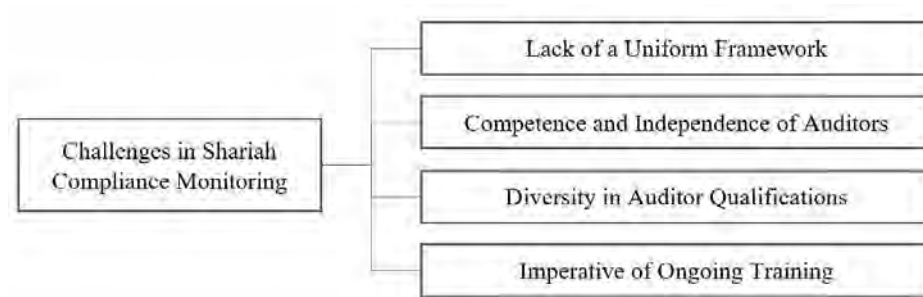 Challenges in Shariah
Compliance Monitoring
Lack of a Uniform Framework
Competence and Independence of Auditors
Diversity in Auditor Qualifications
Imperative of Ongoing Training